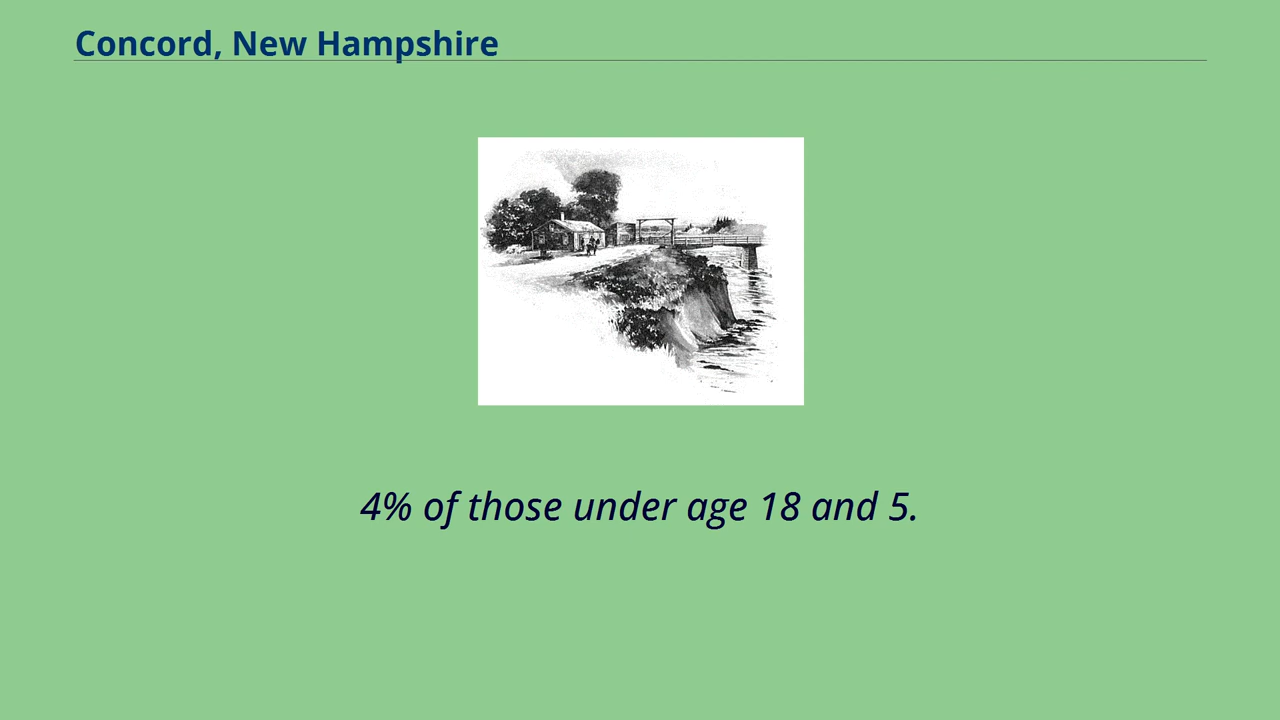 Concord, New Hampshire
4% of those under age 18 and 5.